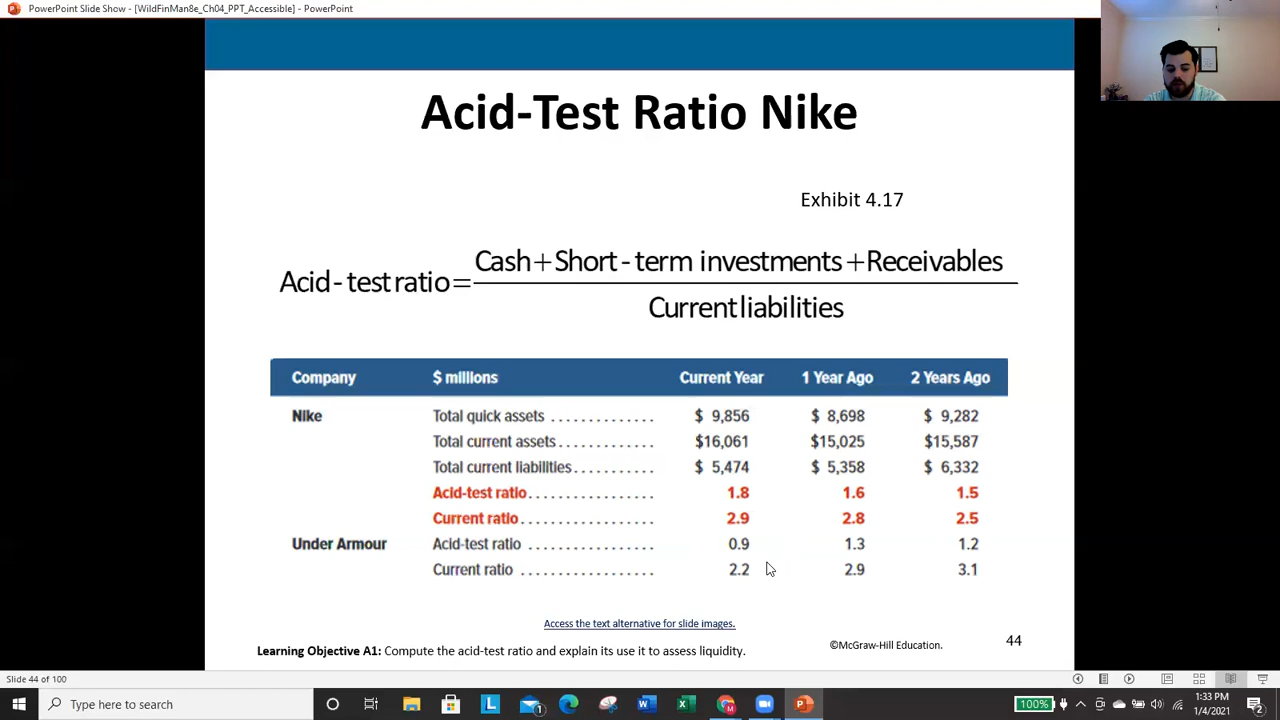 PowerPoint Slide Show - [WildFinMan8e_Ch04_PPT_Accessible] - PowerPoint
Acid-Test Ratio Nike
Exhibit 4.17
Acid-test ratio = Cash + Short-term investments + Receivables
Current liabilities
Company $ millions Current Year 1 Year Ago 2 Years Ago
Nike Total quick assets .............. $ 9,856 $ 8,698 $ 9,282
Total current assets ............. $16,061 $15,025 $15,587
Total current liabilities ........... $ 5,474 $ 5,358 $ 6,332
Acid-test ratio ................. 1.8 1.6 1.5
Current ratio .................. 2.9 2.8 2.5
Under Armour Acid-test ratio ................. 0.9 1.3 1.2
Current ratio .................. 2.2 2.9 3.1
Access the text alternative for slide images.
Learning Objective A1: Compute the acid-test ratio and explain its use it to assess liquidity.
©McGraw-Hill Education.
44
Slide 44 of 100
Type here to search
100%
1:33 PM
1/4/2021